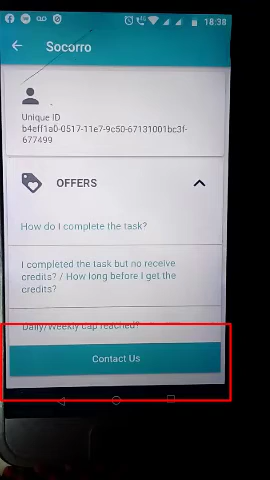 18:38
Socorro
Unique ID
b4eff1a0-0517-11e7-9c50-67131001bc3f-
677499
OFFERS
How do I complete the task?
I completed the task but no receive
credits? / How long before I get the
credits?
Daily/Weekly cap reached?
Contact Us